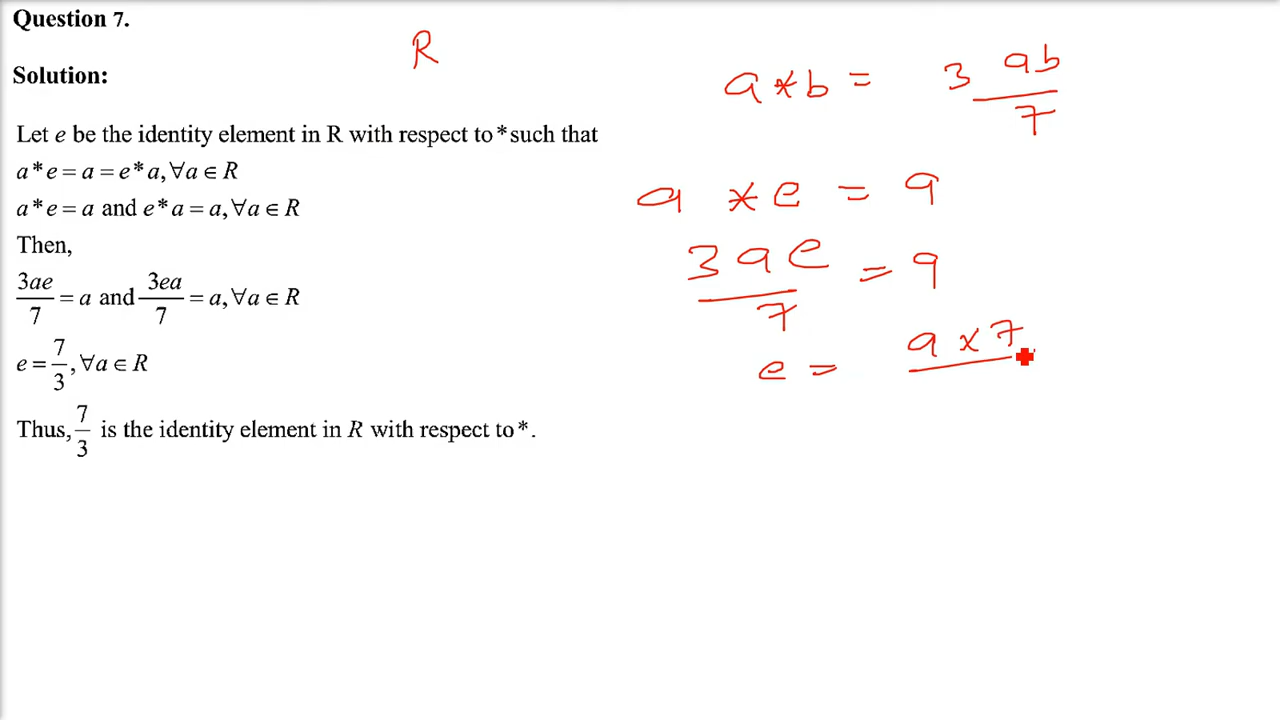 Question 7.
R
Solution:
Let e be the identity element in R with respect to * such that
a * e = a = e * a, ∀a ∈ R
a * e = a and e * a = a, ∀a ∈ R
Then,
3ae/7 = a and 3ea/7 = a, ∀a ∈ R
e = 7/3, ∀a ∈ R
Thus, 7/3 is the identity element in R with respect to *.
a * b = 3 ab/7
a * e = a
3ae/7 = a
e = a × 7